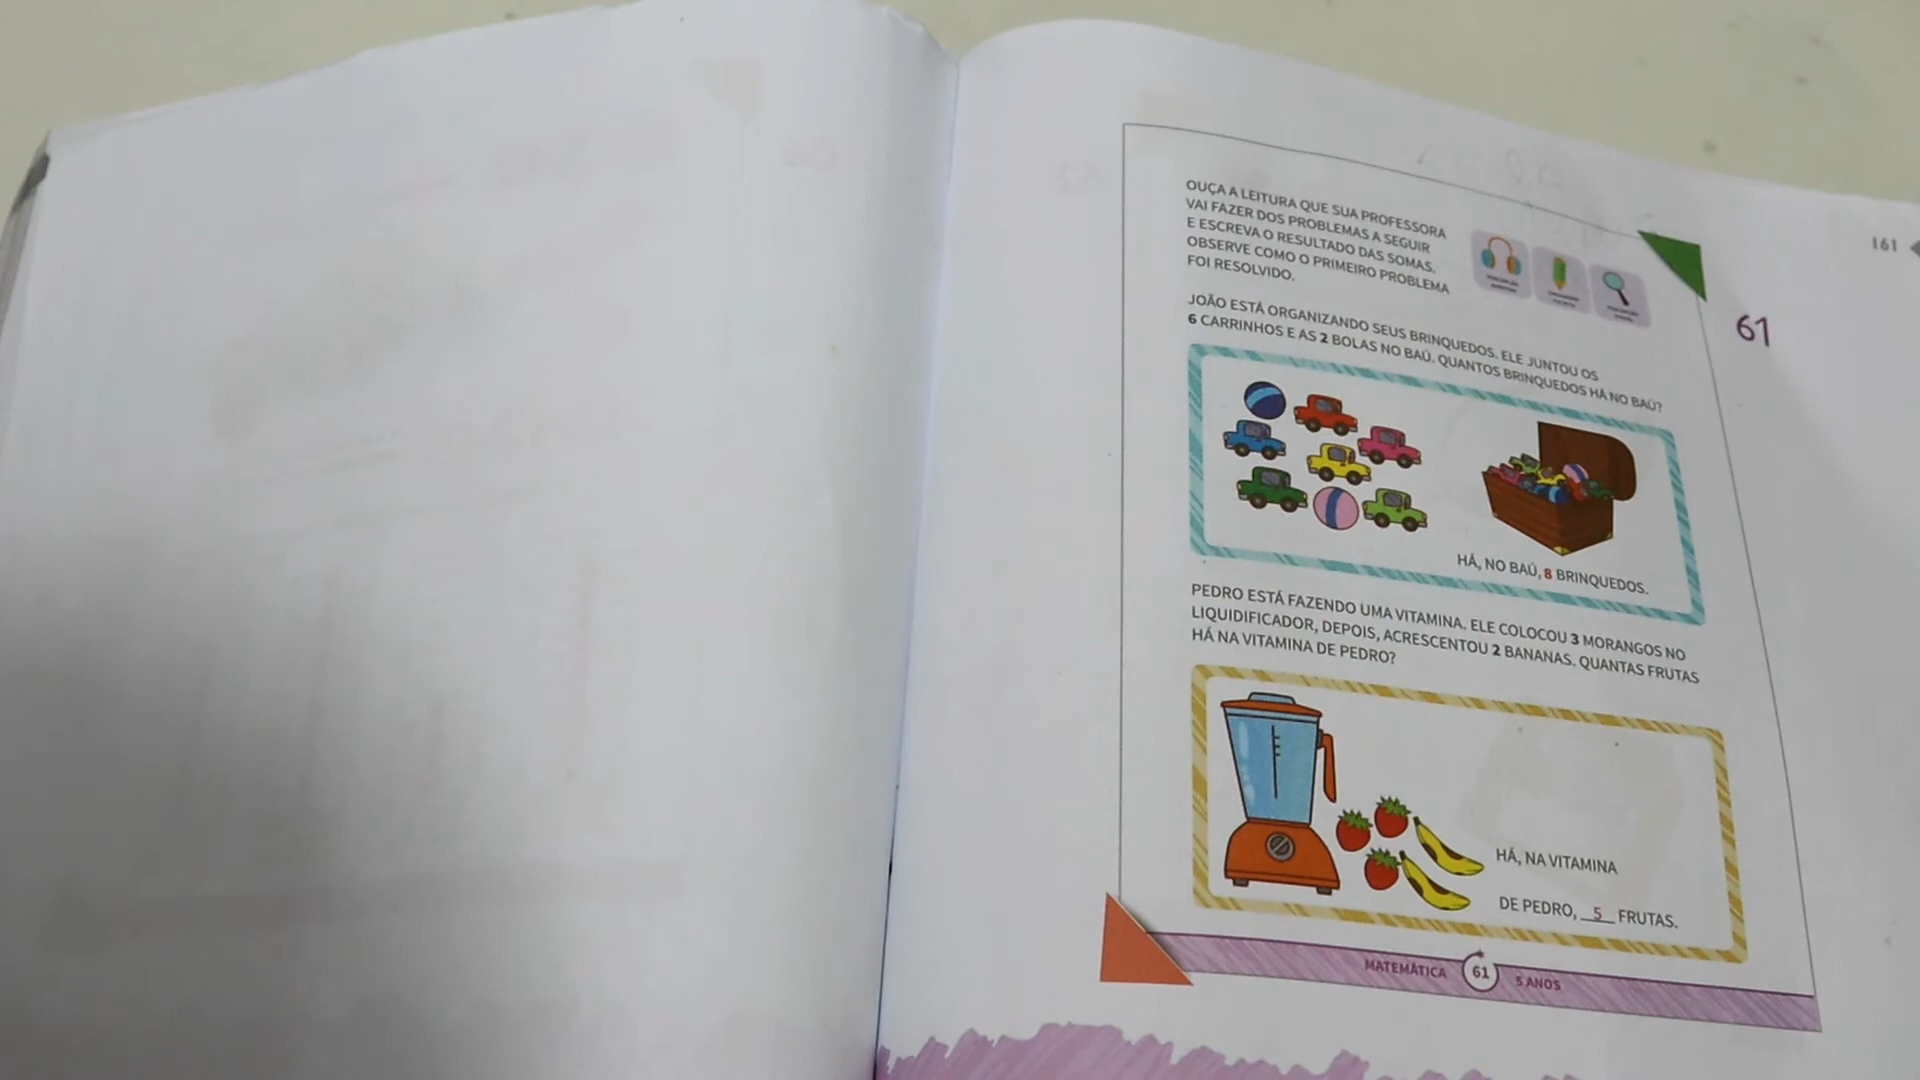 OUÇA A LEITURA QUE SUA PROFESSORA
VAI FAZER DOS PROBLEMAS A SEGUIR
E ESCREVA O RESULTADO DAS SOMAS.
OBSERVE COMO O PRIMEIRO PROBLEMA
FOI RESOLVIDO.
161
61
JOÃO ESTÁ ORGANIZANDO SEUS BRINQUEDOS. ELE JUNTOU OS
6 CARRINHOS E AS 2 BOLAS NO BAÚ. QUANTOS BRINQUEDOS HÁ NO BAÚ?
HÁ, NO BAÚ, 8 BRINQUEDOS.
PEDRO ESTÁ FAZENDO UMA VITAMINA. ELE COLOCOU 3 MORANGOS NO
LIQUIDIFICADOR, DEPOIS, ACRESCENTOU 2 BANANAS. QUANTAS FRUTAS
HÁ NA VITAMINA DE PEDRO?
HÁ, NA VITAMINA
DE PEDRO, 5 FRUTAS.
MATEMÁTICA 61 5 ANOS